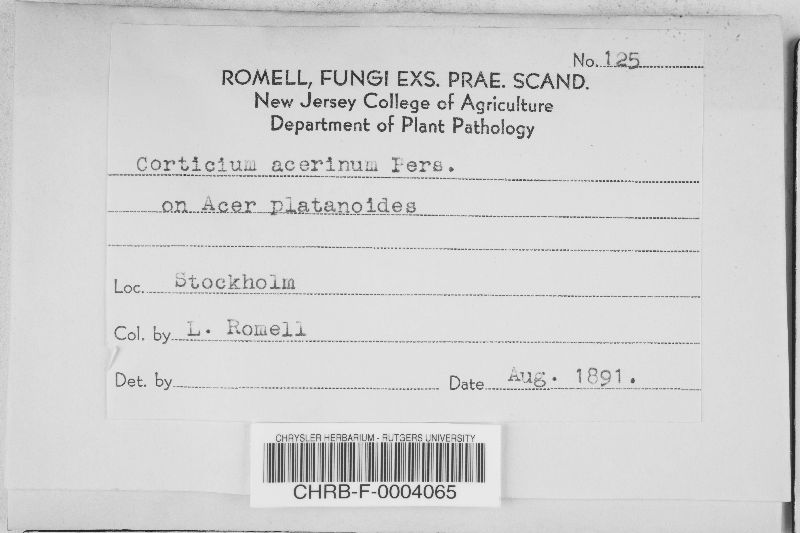 No. 125
ROMELL, FUNGI EXS. PRAE. SCAND.
New Jersey College of Agriculture
Department of Plant Pathology
Corticium acerinum Pers.
on Acer platanoides
Loc. Stockholm
Col. by L. Romell
Det. by Date Aug. 1891.
CHRYSLER HERBARIUM - RUTGERS UNIVERSITY
CHRB-F-0004065